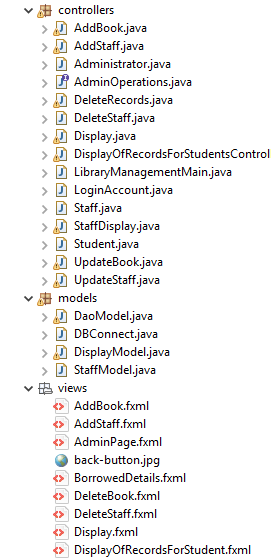 controllers
AddBook.java
AddStaff.java
Administrator.java
AdminOperations.java
DeleteRecords.java
DeleteStaff.java
Display.java
DisplayOfRecordsForStudentsControl
LibraryManagementMain.java
LoginAccount.java
Staff.java
StaffDisplay.java
Student.java
UpdateBook.java
UpdateStaff.java
models
DaoModel.java
DBConnect.java
DisplayModel.java
StaffModel.java
views
AddBook.fxml
AddStaff.fxml
AdminPage.fxml
back-button.jpg
BorrowedDetails.fxml
DeleteBook.fxml
DeleteStaff.fxml
Display.fxml
DisplayOfRecordsForStudent.fxml